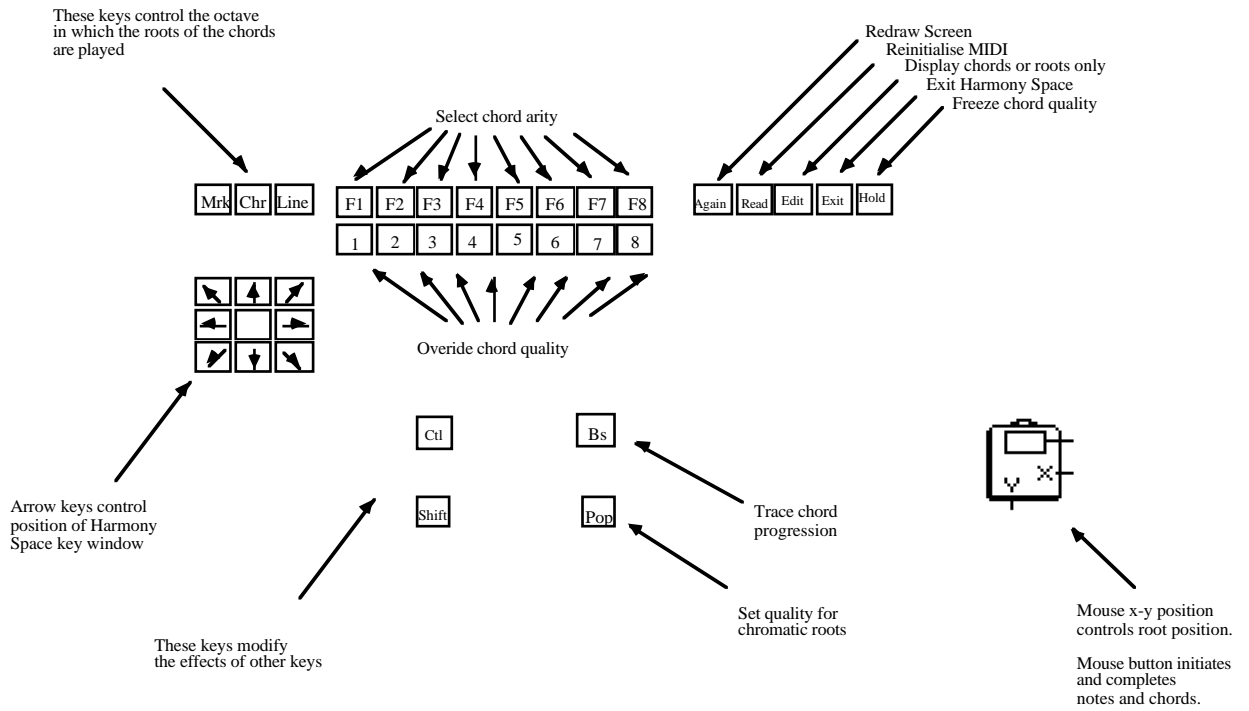 These keys control the octave
in which the roots of the chords
are played
Redraw Screen
Reinitialise MIDI
Display chords or roots only
Exit Harmony Space
Freeze chord quality
Select chord arity
Mrk Chr Line
F1 F2 F3 F4 F5 F6 F7 F8
Again Read Edit Exit Hold
1 2 3 4 5 6 7 8
Overide chord quality
Ctl
Bs
Shift
Pop
Y X
Arrow keys control
position of Harmony
Space key window
Trace chord
progression
Set quality for
chromatic roots
These keys modify
the effects of other keys
Mouse x-y position
controls root position.
Mouse button initiates
and completes
notes and chords.